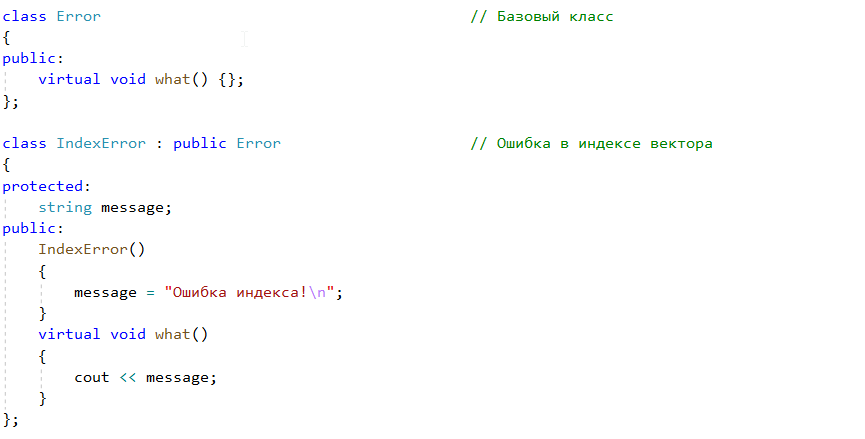 class Error // Базовый класс
{
public:
virtual void what() {};
};
class IndexError : public Error // Ошибка в индексе вектора
{
protected:
string message;
public:
IndexError()
{
message = "Ошибка индекса!\n";
}
virtual void what()
{
cout << message;
}
};